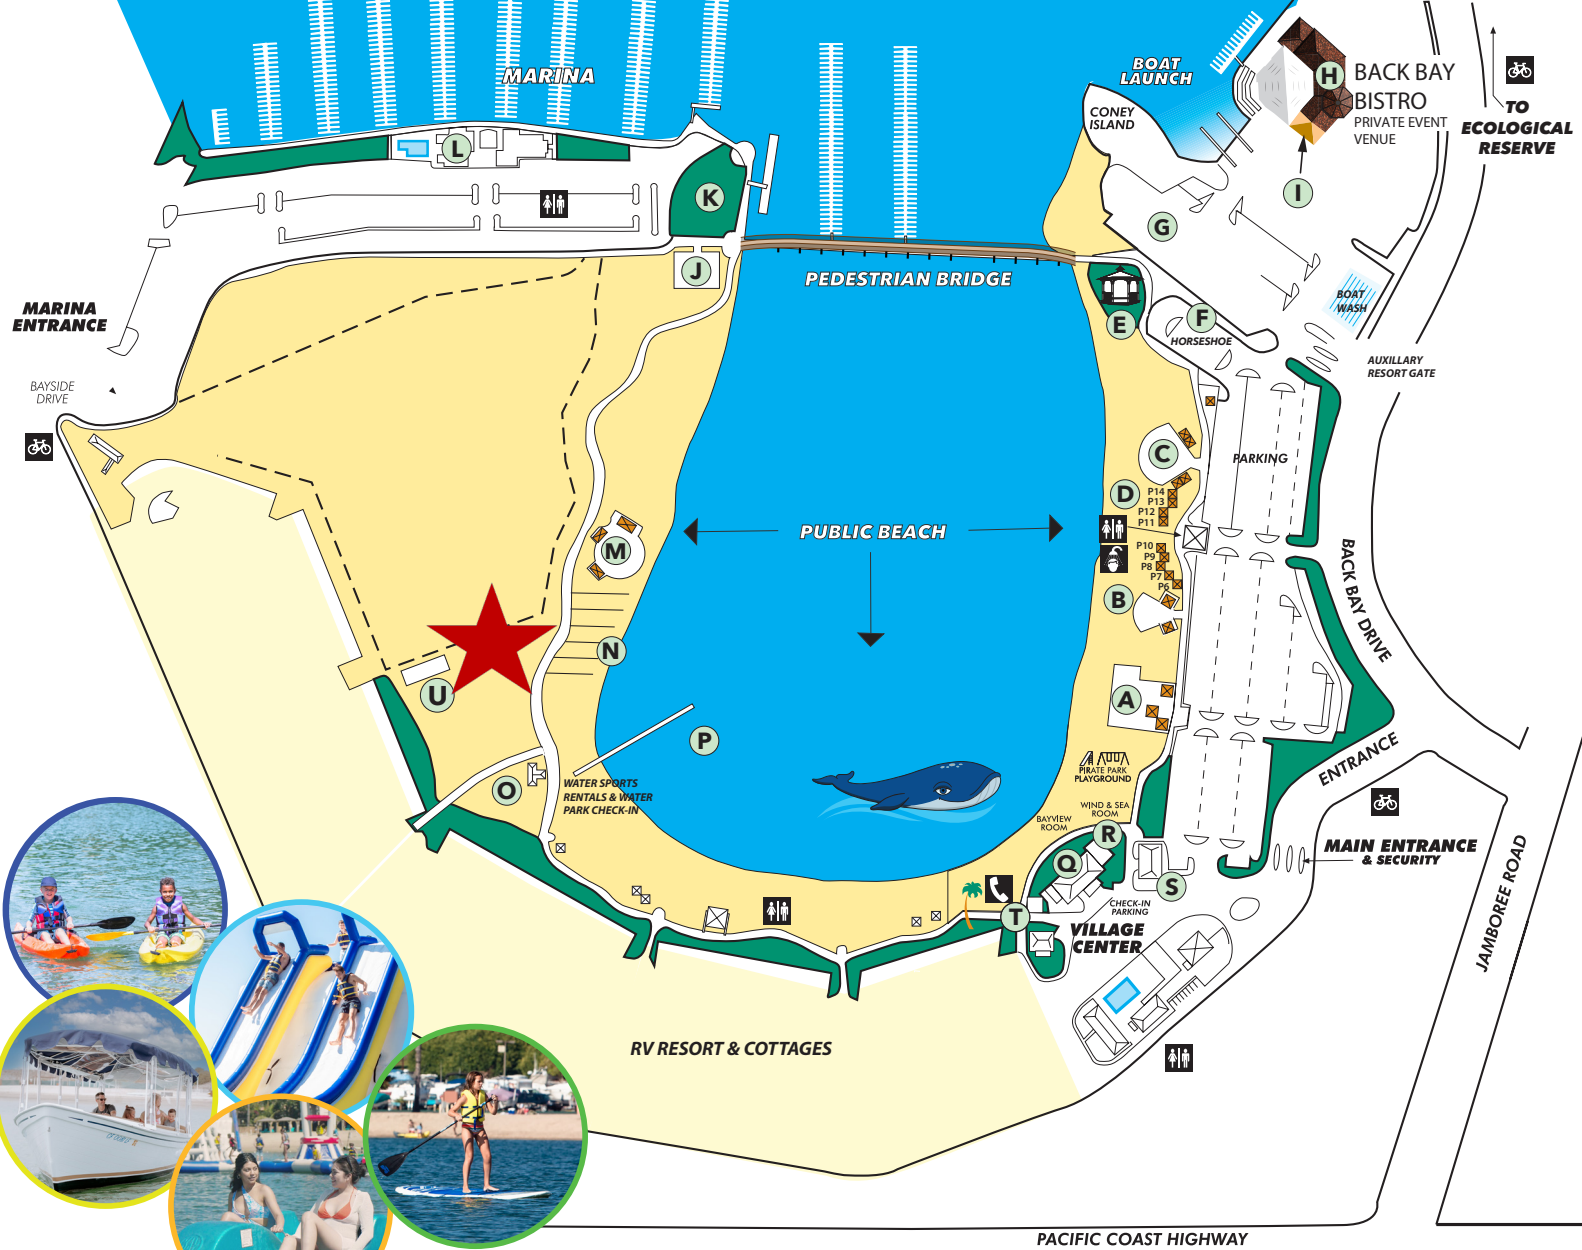 MARINA
BOAT
LAUNCH
CONEY
ISLAND
H
BACK BAY
BISTRO
PRIVATE EVENT
VENUE
TO
ECOLOGICAL
RESERVE
L
K
I
G
J
PEDESTRIAN BRIDGE
E
F
HORSESHOE
BOAT
WASH
AUXILLARY
RESORT GATE
MARINA
ENTRANCE
BAYSIDE
DRIVE
C
PARKING
D
P14
P13
P12
P11
PUBLIC BEACH
M
P10
P9
P8
P7
P6
B
BACK BAY DRIVE
N
U
A
P
O
WATER SPORTS
RENTALS & WATER
PARK CHECK-IN
PIRATE PARK
PLAYGROUND
ENTRANCE
WIND & SEA
ROOM
BAYVIEW
ROOM
R
Q
S
MAIN ENTRANCE
& SECURITY
JAMBOREE ROAD
CHECK-IN
PARKING
T
VILLAGE
CENTER
RV RESORT & COTTAGES
PACIFIC COAST HIGHWAY